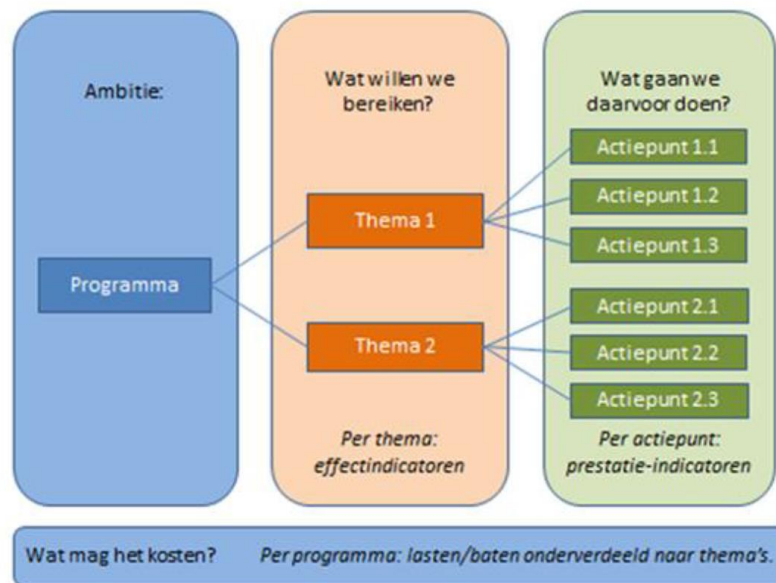 Ambitie:
Programma
Wat willen we
bereiken?
Thema 1
Thema 2
Per thema:
effectindicatoren
Wat gaan we
daarvoor doen?
Actiepunt 1.1
Actiepunt 1.2
Actiepunt 1.3
Actiepunt 2.1
Actiepunt 2.2
Actiepunt 2.3
Per actiepunt:
prestatie-indicatoren
Wat mag het kosten? Per programma: lasten/baten onderverdeeld naar thema's.